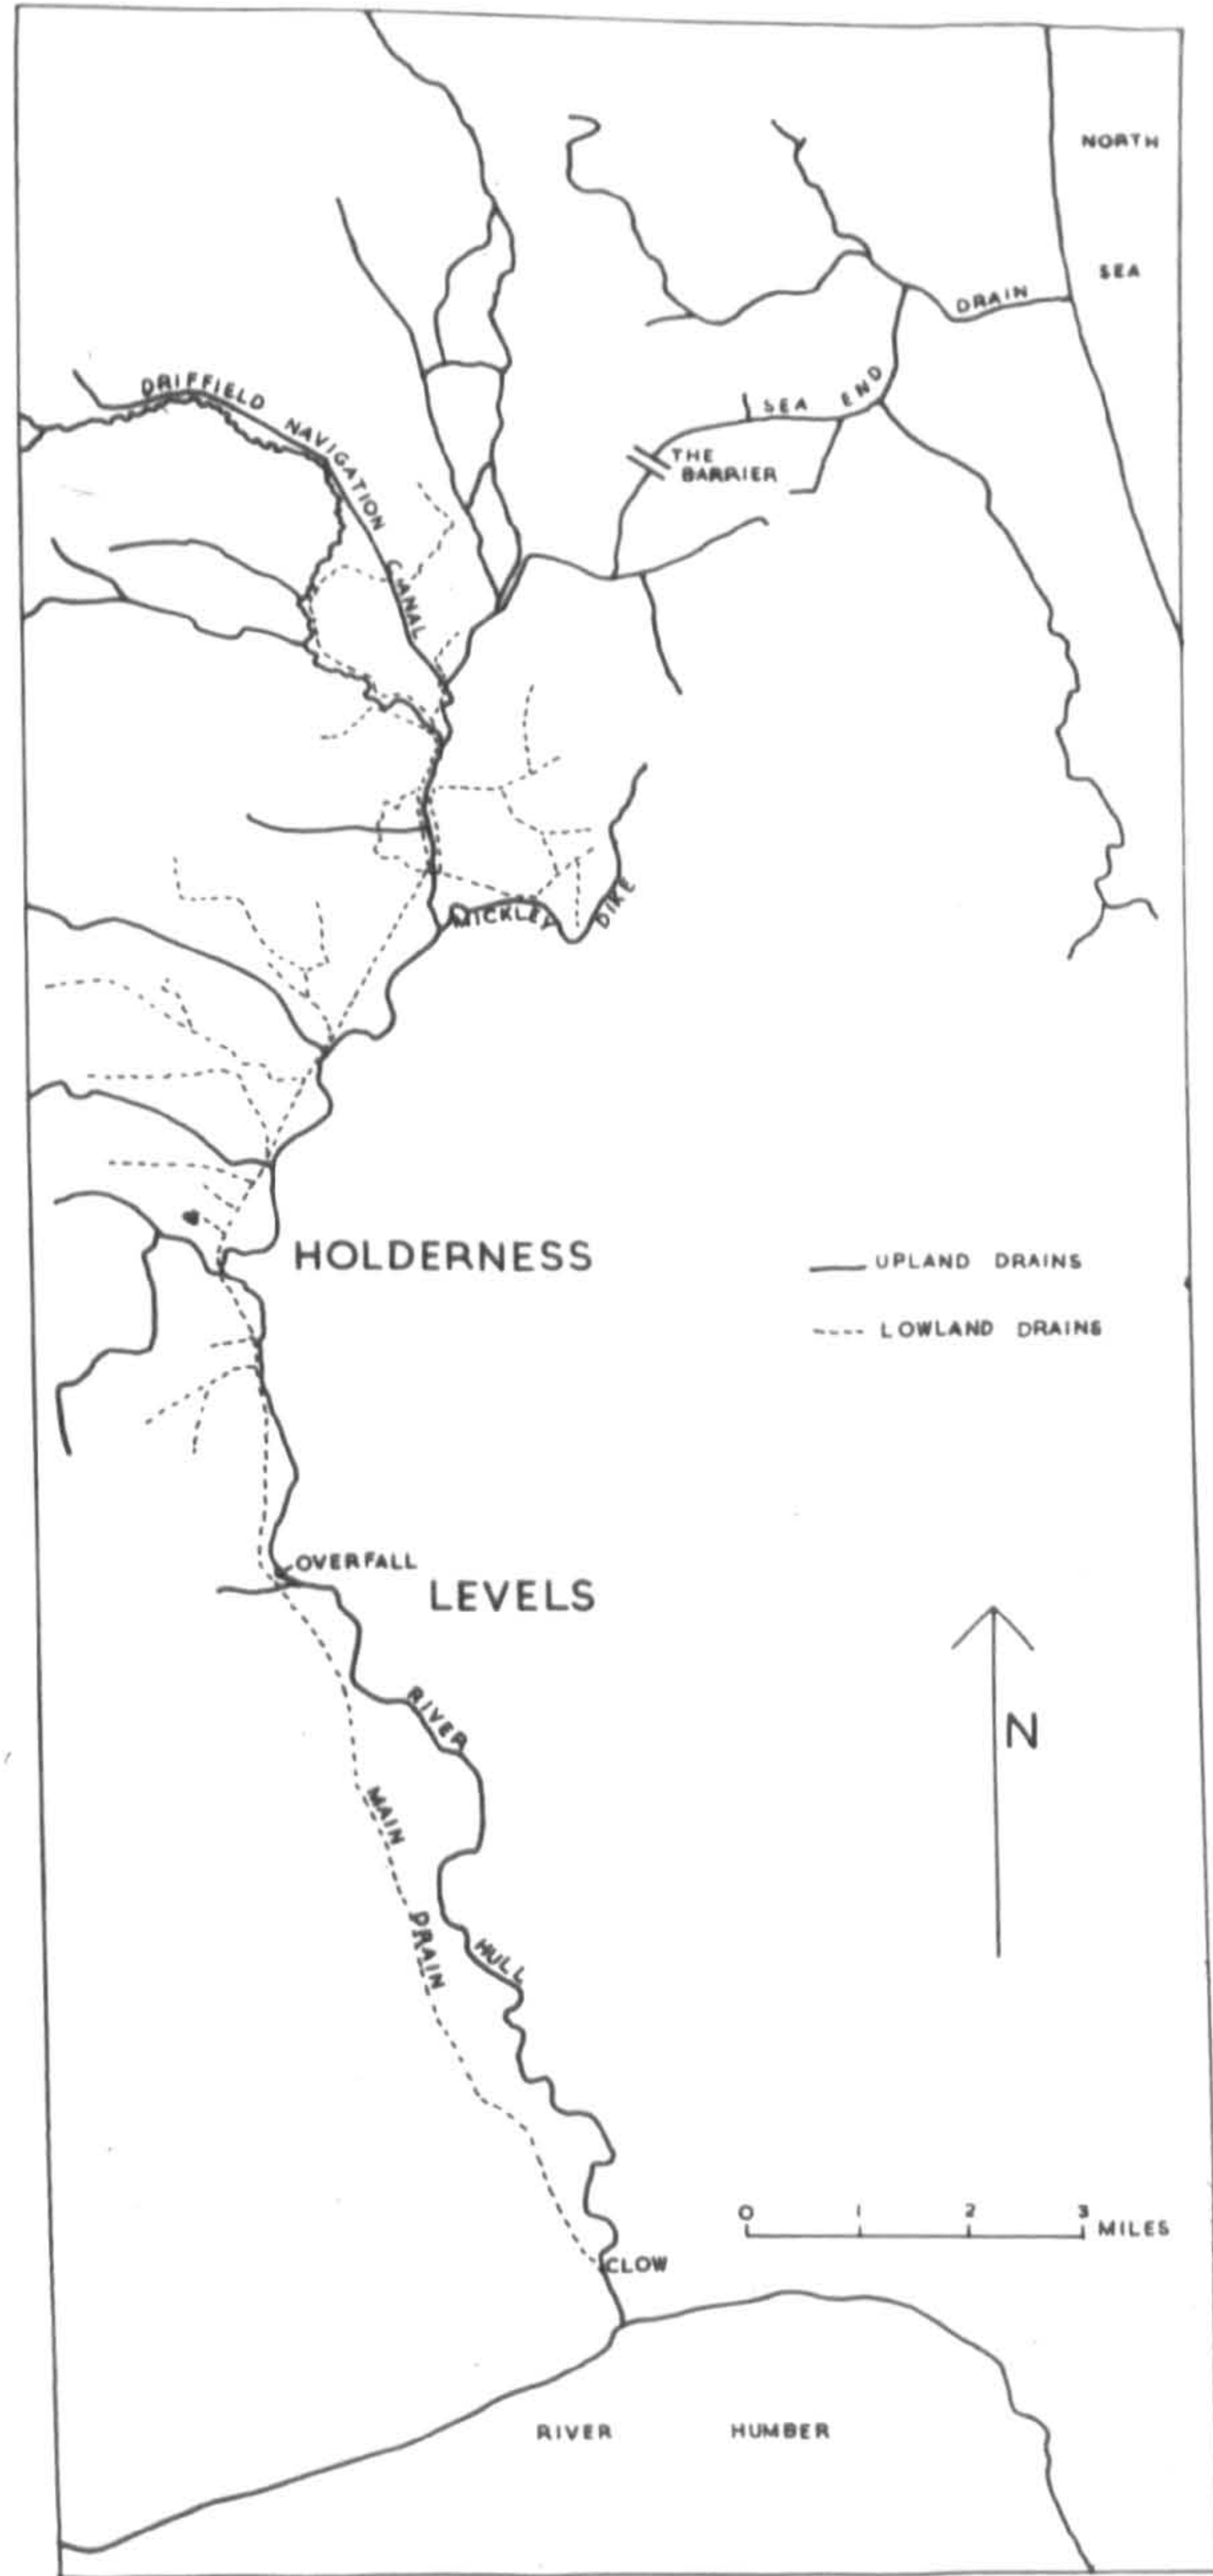 NORTH
SEA
DRAIN
DRIFFIELD NAVIGATION CANAL
SEA END
THE
BARRIER
MICKLEY DIKE
HOLDERNESS
UPLAND DRAINS
LOWLAND DRAINS
OVERFALL
LEVELS
RIVER
N
MAIN
DRAIN
HULL
0 1 2 3 MILES
CLOW
RIVER HUMBER